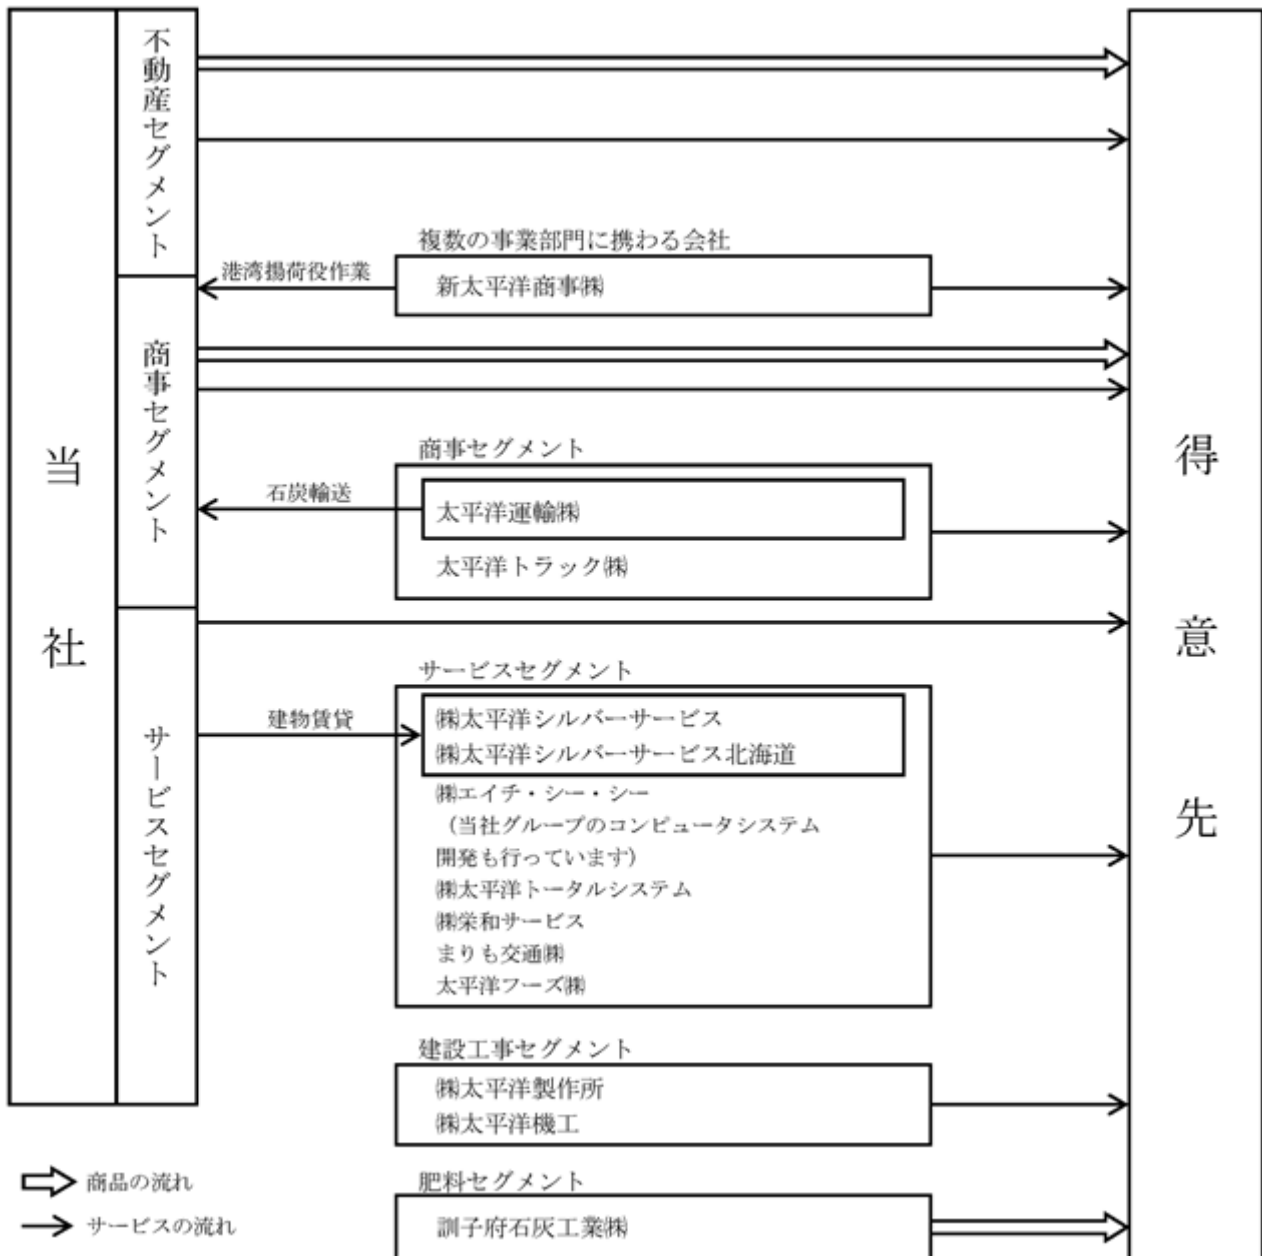 当社
不動産セグメント
商事セグメント
サービスセグメント
複数の事業部門に携わる会社
港湾揚荷役作業
新太平洋商事㈱
商事セグメント
石炭輸送
太平洋運輸㈱
太平洋トラック㈱
サービスセグメント
建物賃貸
㈱太平洋シルバーサービス
㈱太平洋シルバーサービス北海道
㈱エイチ・シー・シー
（当社グループのコンピュータシステム
開発も行っています）
㈱太平洋トータルシステム
㈱栄和サービス
まりも交通㈱
太平洋フーズ㈱
建設工事セグメント
㈱太平洋製作所
㈱太平洋機工
肥料セグメント
訓子府石灰工業㈱
得意先
商品の流れ
サービスの流れ